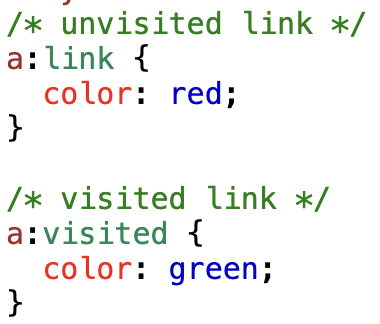 /* unvisited link */
a:link {
  color: red;
}

/* visited link */
a:visited {
  color: green;
}